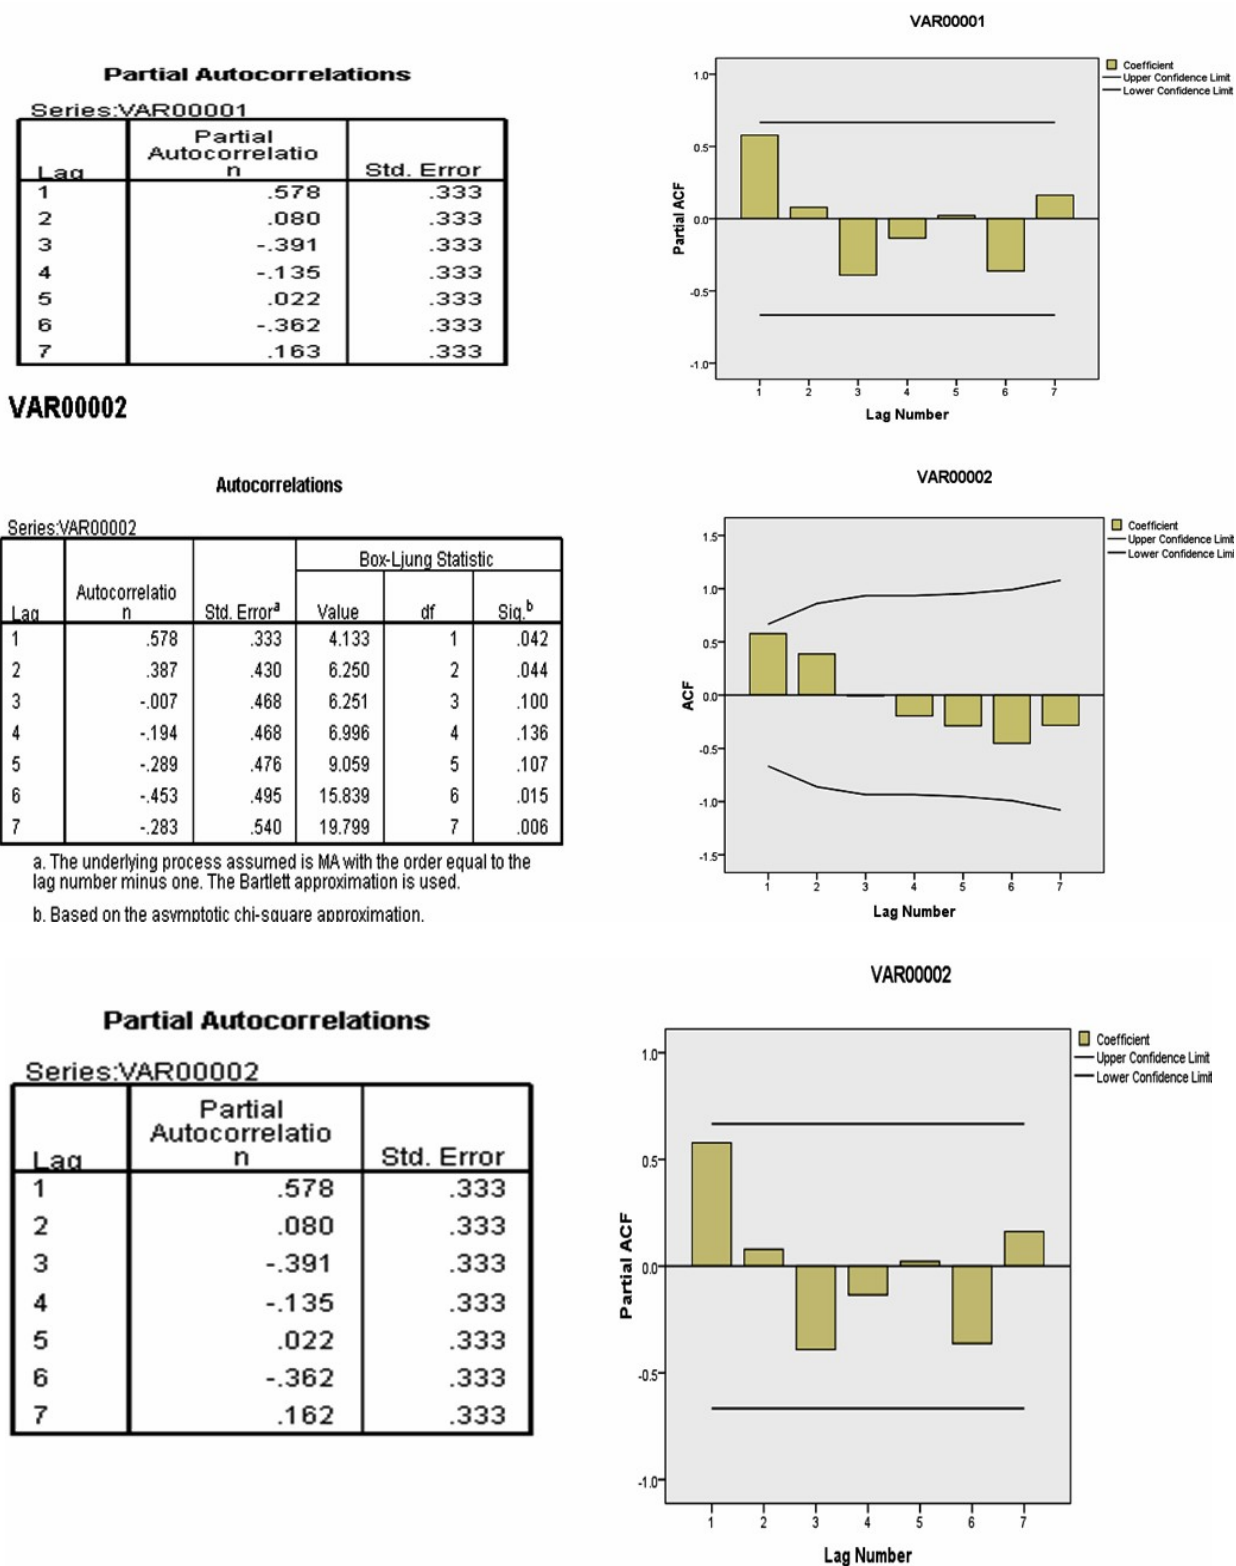 Partial Autocorrelations
Series:VAR00001
Lag Partial Autocorrelatio n Std. Error
1 .578 .333
2 .080 .333
3 -.391 .333
4 -.135 .333
5 .022 .333
6 -.362 .333
7 .163 .333
VAR00001
Coefficient
Upper Confidence Limit
Lower Confidence Limit
Partial ACF
1.0
0.5
0.0
-0.5
-1.0
1 2 3 4 5 6 7
Lag Number
VAR00002
Autocorrelations
Series:VAR00002
Box-Ljung Statistic
Lag Autocorrelatio n Std. Errorᵃ Value df Sig.ᵇ
1 .578 .333 4.133 1 .042
2 .387 .430 6.250 2 .044
3 -.007 .468 6.251 3 .100
4 -.194 .468 6.996 4 .136
5 -.289 .476 9.059 5 .107
6 -.453 .495 15.839 6 .015
7 -.283 .540 19.799 7 .006
a. The underlying process assumed is MA with the order equal to the
lag number minus one. The Bartlett approximation is used.
b. Based on the asymptotic chi-square approximation.
VAR00002
Coefficient
Upper Confidence Limit
Lower Confidence Limi
ACF
1.5
1.0
0.5
0.0
-0.5
-1.0
-1.5
1 2 3 4 5 6 7
Lag Number
Partial Autocorrelations
Series:VAR00002
Lag Partial Autocorrelatio n Std. Error
1 .578 .333
2 .080 .333
3 -.391 .333
4 -.135 .333
5 .022 .333
6 -.362 .333
7 .162 .333
VAR00002
Coefficient
Upper Confidence Limit
Lower Confidence Limit
Partial ACF
1.0
0.5
0.0
-0.5
-1.0
1 2 3 4 5 6 7
Lag Number